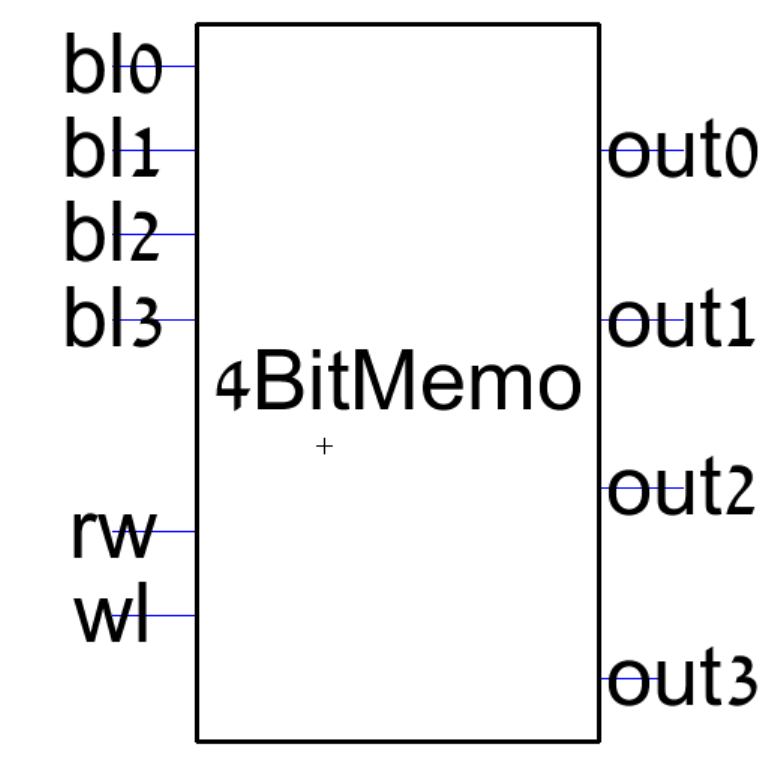 bl0
bl1
bl2
bl3
rw
wl
4BitMemo
out0
out1
out2
out3